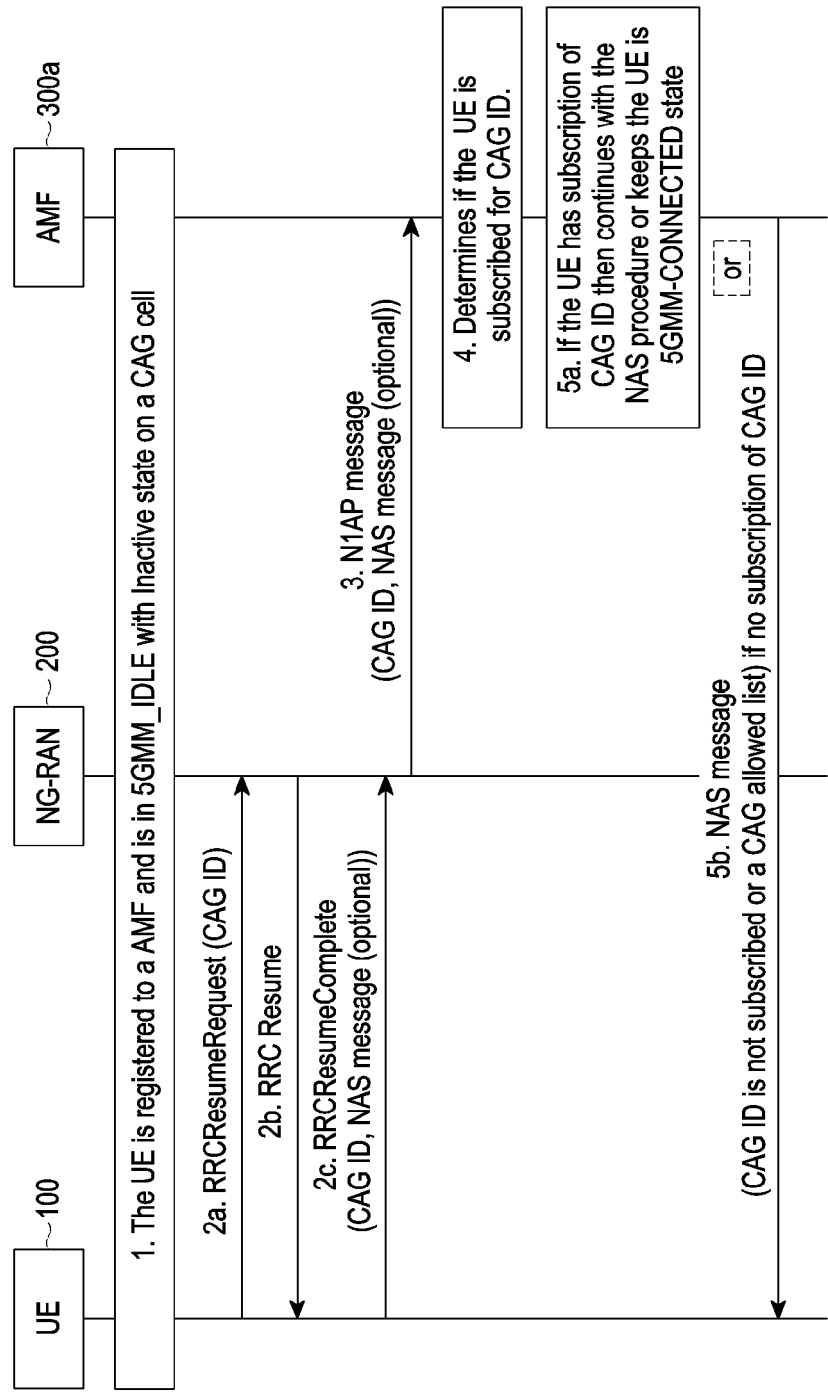 UE ~ 100
NG-RAN ~ 200
AMF ~ 300a
1. The UE is registered to a AMF and is in 5GMM_IDLE with Inactive state on a CAG cell
2a. RRCResumeRequest (CAG ID)
2b. RRC Resume
2c. RRCResumeComplete
(CAG ID, NAS message (optional))
3. N1AP message
(CAG ID, NAS message (optional))
4. Determines if the UE is
subscribed for CAG ID.
5a. If the UE has subscription of
CAG ID then continues with the
NAS procedure or keeps the UE is
5GMM-CONNECTED state
or
5b. NAS message
(CAG ID is not subscribed or a CAG allowed list) if no subscription of CAG ID